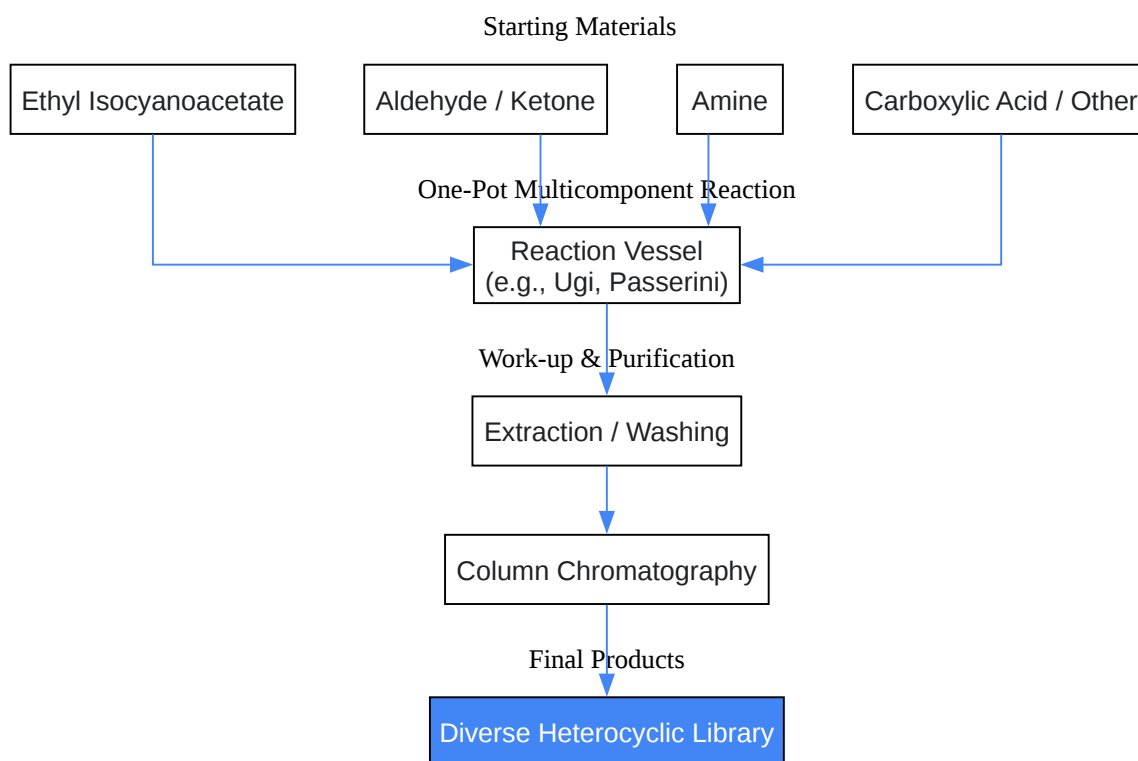 Starting Materials
Ethyl Isocyanoacetate
Aldehyde / Ketone
Amine
Carboxylic Acid / Other
One-Pot Multicomponent Reaction
Reaction Vessel
(e.g., Ugi, Passerini)
Work-up & Purification
Extraction / Washing
Column Chromatography
Final Products
Diverse Heterocyclic Library